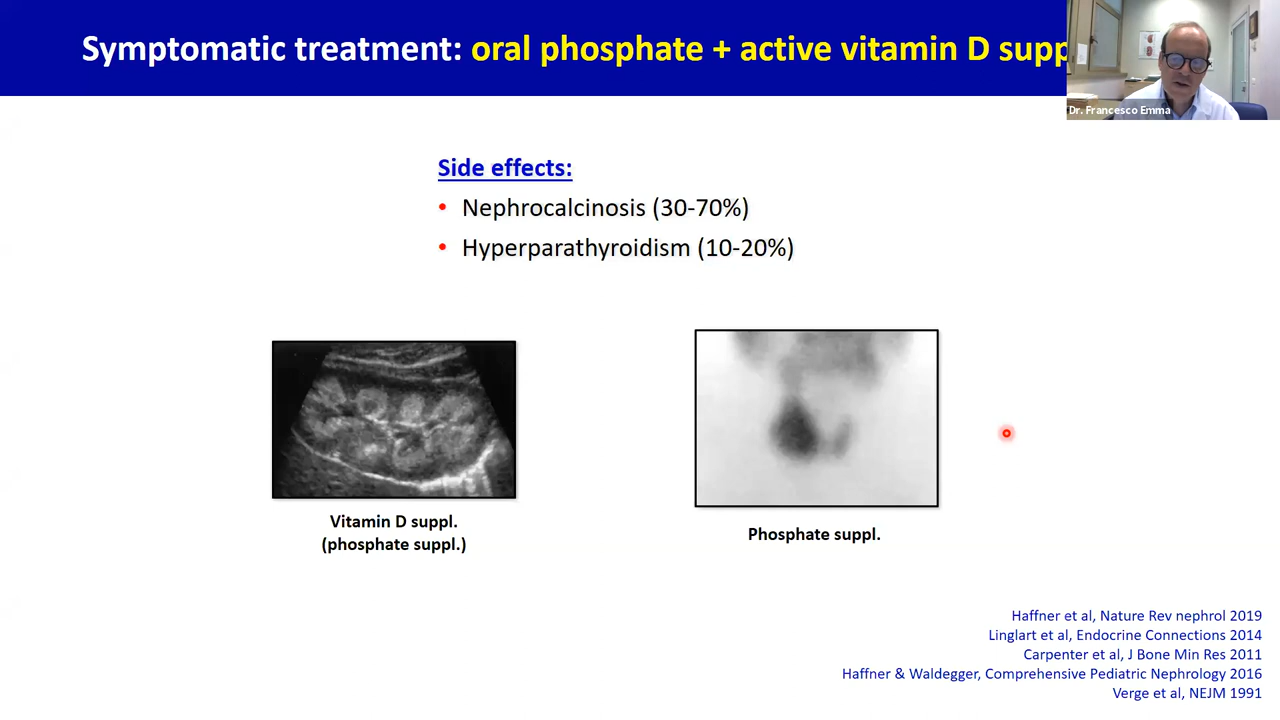 Symptomatic treatment: oral phosphate + active vitamin D supp
Dr. Francesco Emma
Side effects:
• Nephrocalcinosis (30-70%)
• Hyperparathyroidism (10-20%)
Vitamin D suppl.
(phosphate suppl.)
Phosphate suppl.
Haffner et al, Nature Rev nephrol 2019
Linglart et al, Endocrine Connections 2014
Carpenter et al, J Bone Min Res 2011
Haffner & Waldegger, Comprehensive Pediatric Nephrology 2016
Verge et al, NEJM 1991